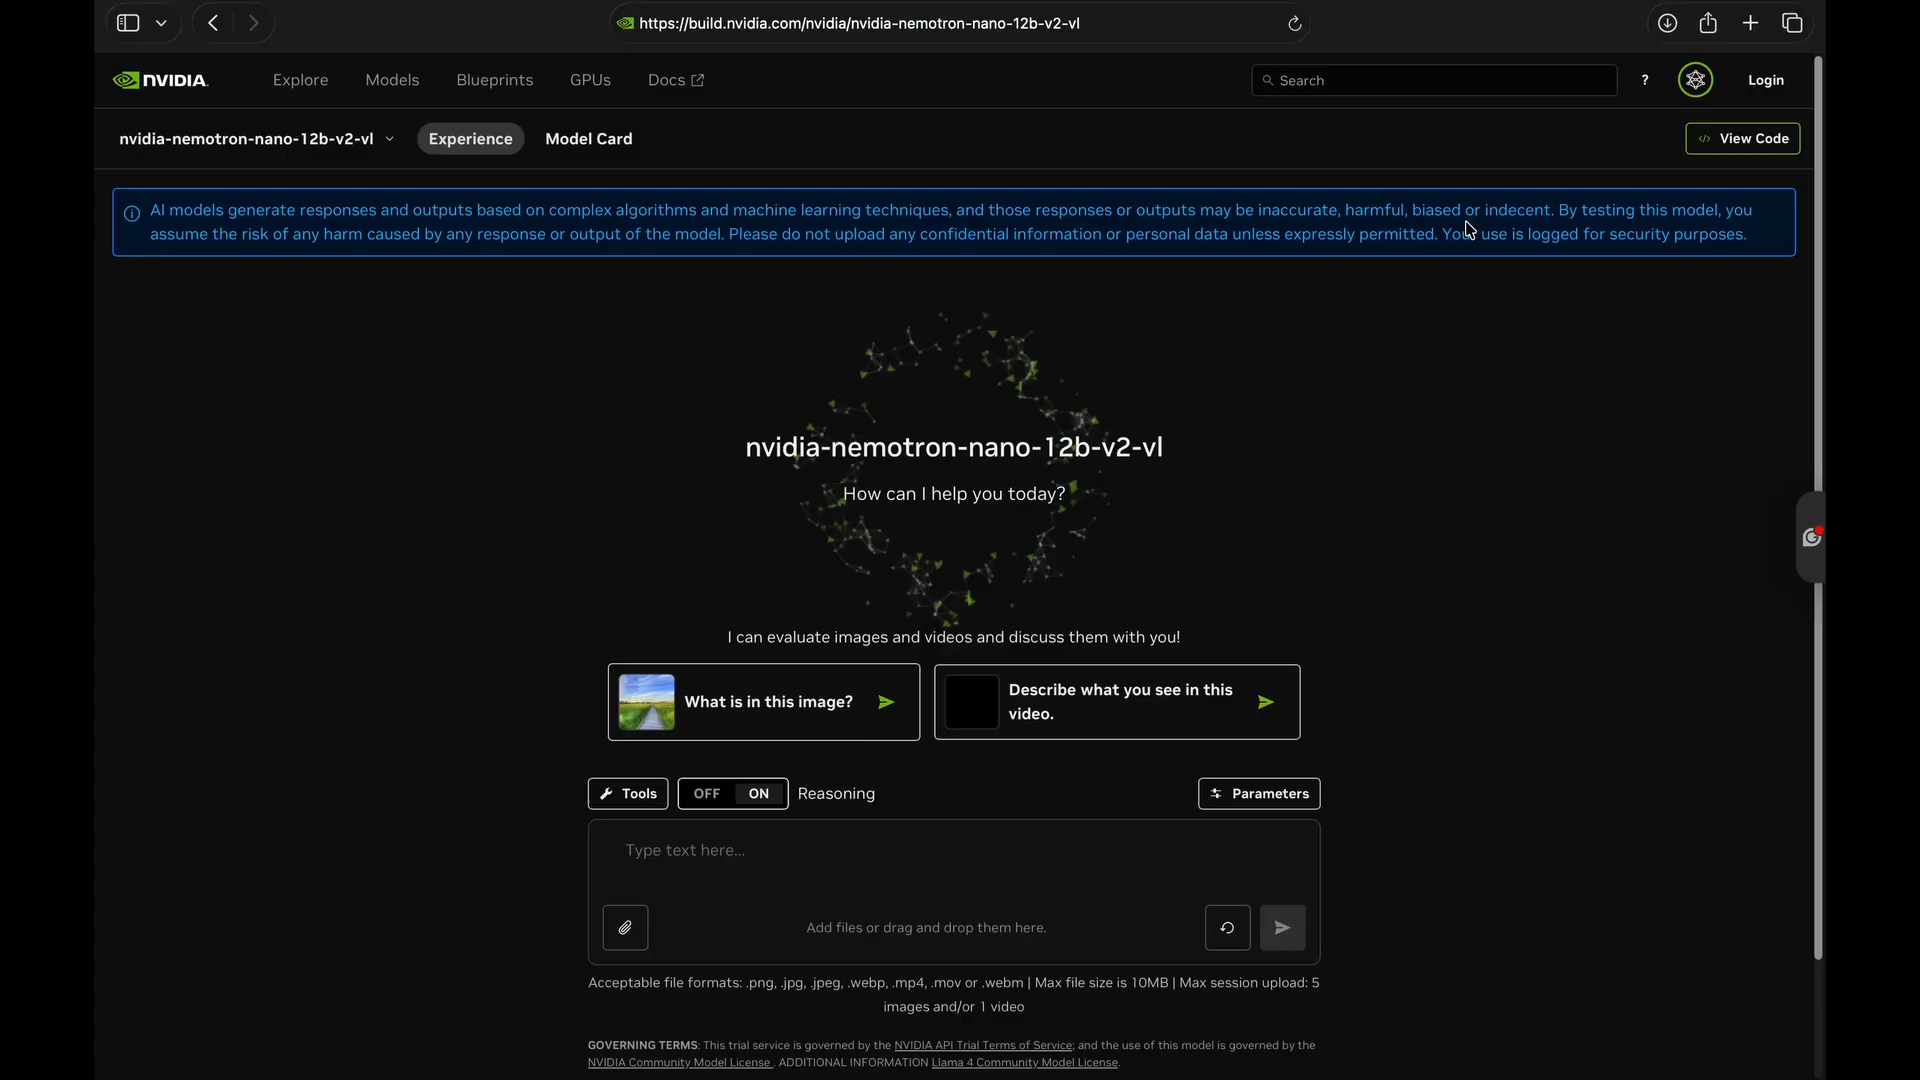 https://build.nvidia.com/nvidia/nvidia-nemotron-nano-12b-v2-vl
NVIDIA.
Explore
Models
Blueprints
GPUs
Docs
Search
?
Login
nvidia-nemotron-nano-12b-v2-vl
Experience
Model Card
View Code
AI models generate responses and outputs based on complex algorithms and machine learning techniques, and those responses or outputs may be inaccurate, harmful, biased or indecent. By testing this model, you
assume the risk of any harm caused by any response or output of the model. Please do not upload any confidential information or personal data unless expressly permitted. Your use is logged for security purposes.
nvidia-nemotron-nano-12b-v2-vl
How can I help you today?
I can evaluate images and videos and discuss them with you!
What is in this image?
Describe what you see in this
video.
Tools
OFF
ON
Reasoning
Parameters
Type text here...
Add files or drag and drop them here.
Acceptable file formats: .png, .jpg, .jpeg, .webp, .mp4, .mov or .webm | Max file size is 10MB | Max session upload: 5
images and/or 1 video
GOVERNING TERMS: This trial service is governed by the NVIDIA API Trial Terms of Service; and the use of this model is governed by the
NVIDIA Community Model License . ADDITIONAL INFORMATION Llama 4 Community Model License.